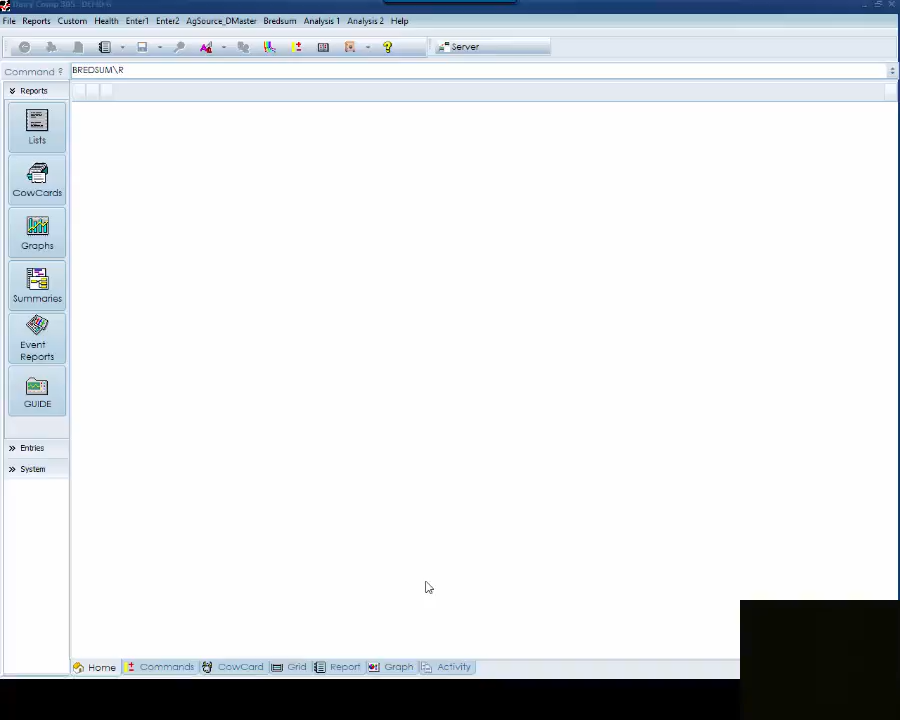 File Reports Custom Health Enter1 Enter2 AgSource_DMaster Bredsum Analysis 1 Analysis 2 Help
Server
Command ? BREDSUM\R
Reports
Lists
CowCards
Graphs
Summaries
Event
Reports
GUIDE
Entries
System
Home Commands CowCard Grid Report Graph Activity